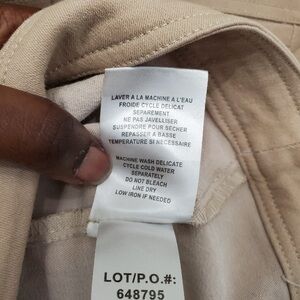 LAVER A LA MACHINE A L'EAU
FROIDE CYCLE DELICAT
SEPAREMENT
NE PAS JAVELLISER
SUSPENDRE POUR SECHER
REPASSER A BASSE
TEMPERATURE SI NECESSAIRE
MACHINE WASH DELICATE
CYCLE COLD WATER
SEPARATELY
DO NOT BLEACH
LINE DRY
LOW IRON IF NEEDED
LOT/P.O.#:
648795